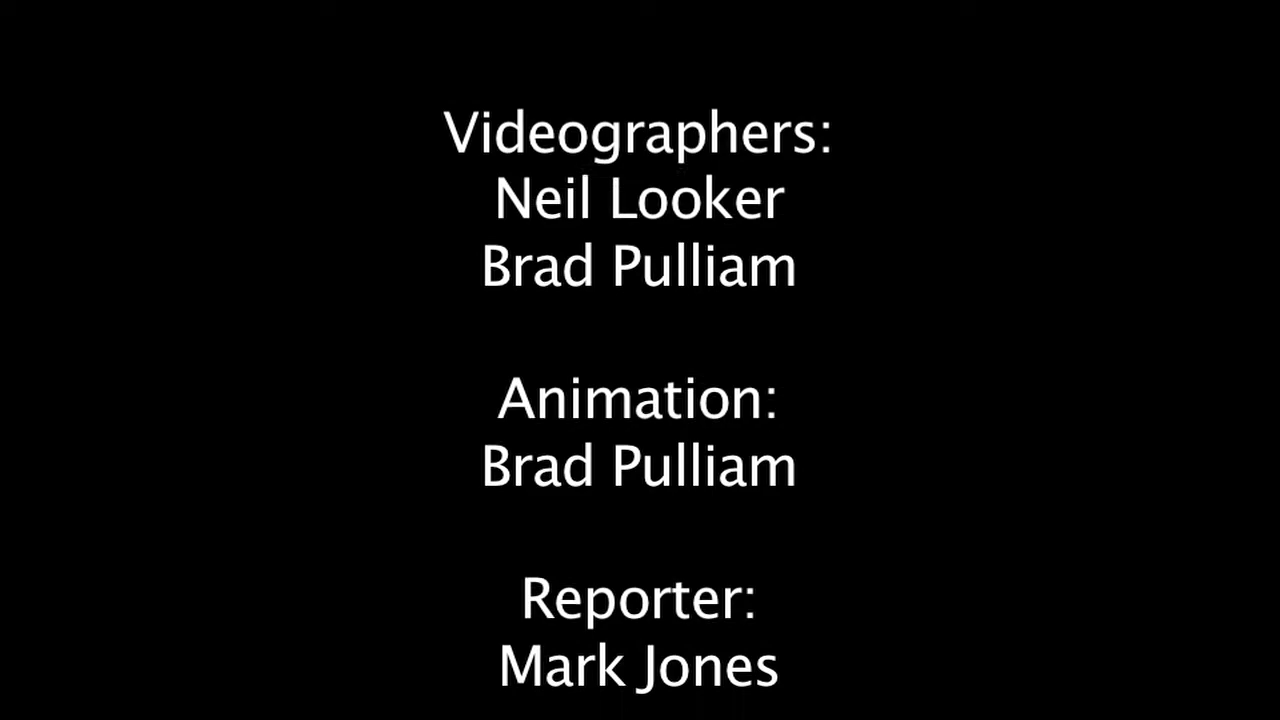 Videographers:
Neil Looker
Brad Pulliam
Animation:
Brad Pulliam
Reporter:
Mark Jones